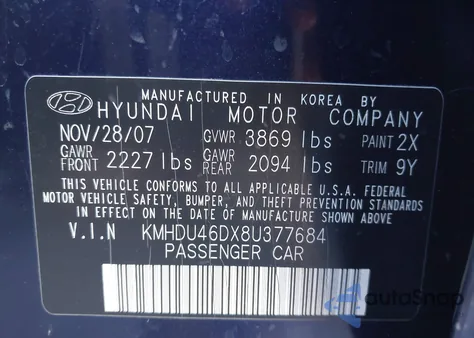 MANUFACTURED IN KOREA BY
HYUNDAI MOTOR COMPANY
NOV/28/07 GVWR 3869 lbs PAINT 2X
GAWR FRONT 2227 lbs GAWR REAR 2094 lbs TRIM 9Y
THIS VEHICLE CONFORMS TO ALL APPLICABLE U.S.A. FEDERAL
MOTOR VEHICLE SAFETY, BUMPER, AND THEFT PREVENTION STANDARDS
IN EFFECT ON THE DATE OF MANUFACTURE SHOWN ABOVE.
V.I.N KMHDU46DX8U377684
PASSENGER CAR
autoSnap